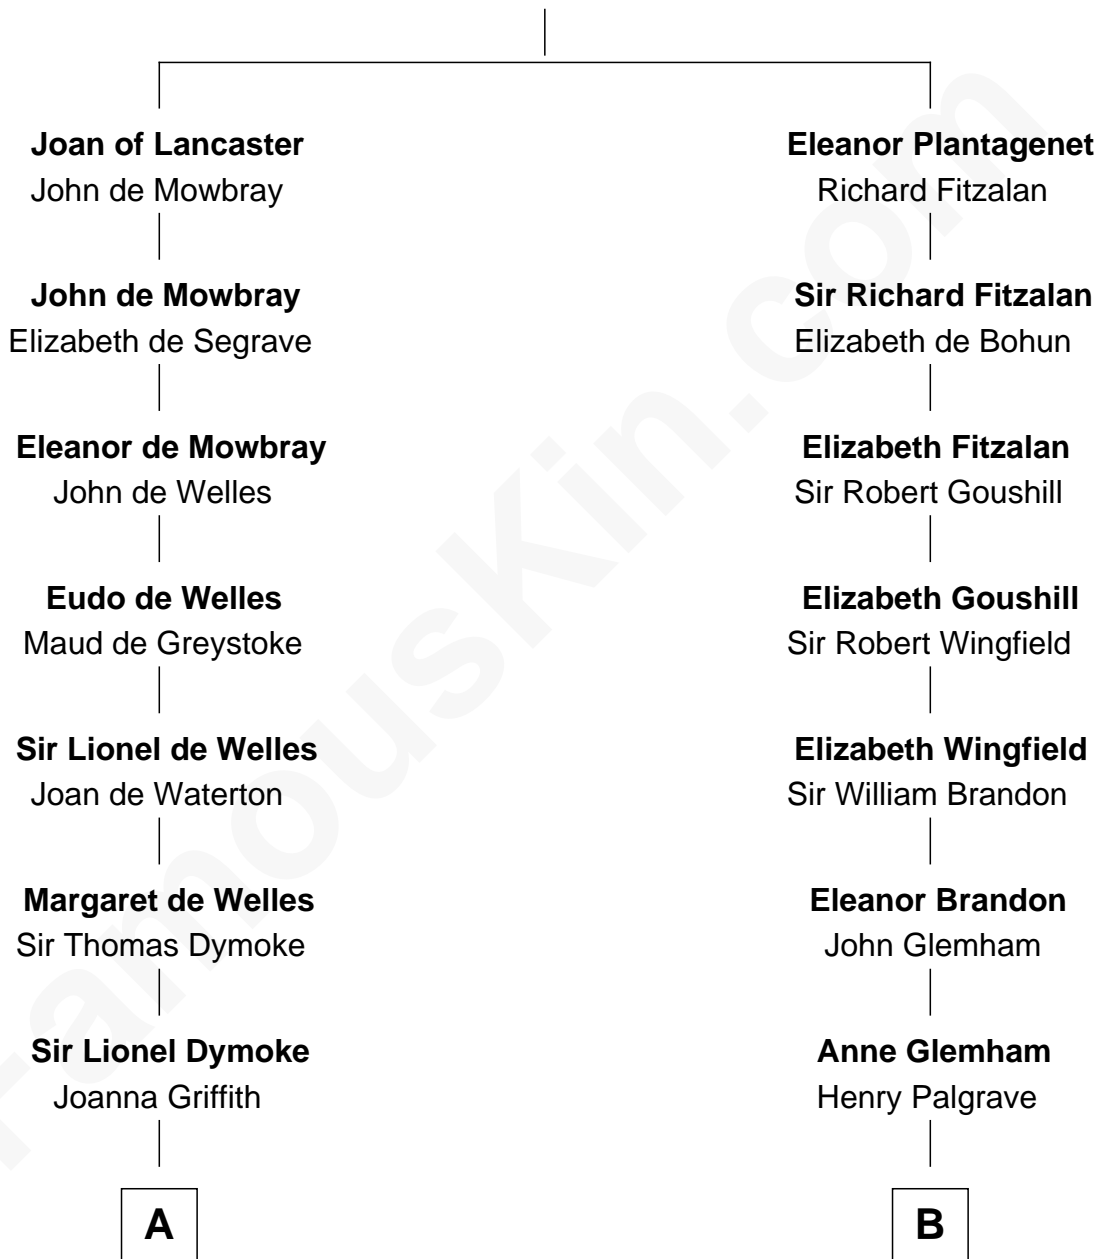 Joan of Lancaster
John de Mowbray
John de Mowbray
Elizabeth de Segrave
Eleanor de Mowbray
John de Welles
Eudo de Welles
Maud de Greystoke
Sir Lionel de Welles
Joan de Waterton
Margaret de Welles
Sir Thomas Dymoke
Sir Lionel Dymoke
Joanna Griffith
A
Eleanor Plantagenet
Richard Fitzalan
Sir Richard Fitzalan
Elizabeth de Bohun
Elizabeth Fitzalan
Sir Robert Goushill
Elizabeth Goushill
Sir Robert Wingfield
Elizabeth Wingfield
Sir William Brandon
Eleanor Brandon
John Glemham
Anne Glemham
Henry Palgrave
B
FamousKin.com